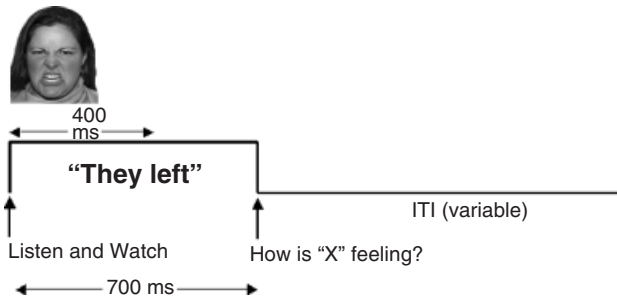 400
ms
“They left”
ITI (variable)
Listen and Watch
How is “X” feeling?
700 ms